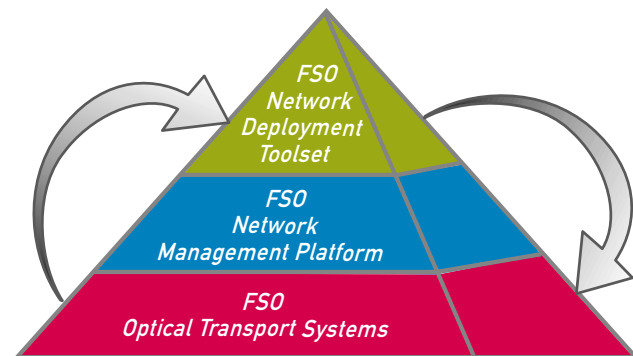 FSO
Network
Deployment
Toolset
FSO
Network
Management Platform
FSO
Optical Transport Systems